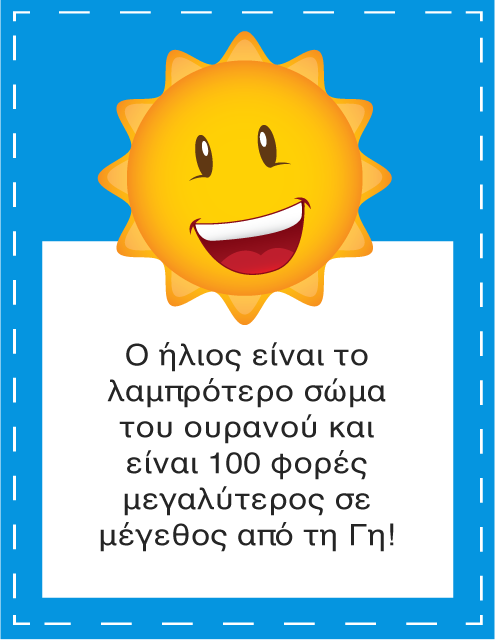 Ο ήλιος είναι το
λαμπρότερο σώμα
του ουρανού και
είναι 100 φορές
μεγαλύτερος σε
μέγεθος από τη Γη!